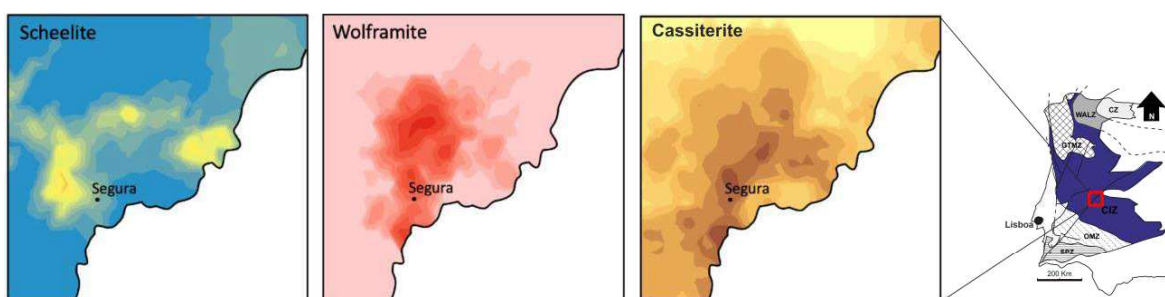 Scheelite
Segura
Wolframite
Segura
Cassiterite
Segura
N
WALZ
CZ
GTMZ
CIZ
Lisboa
OMZ
SPZ
200 Km